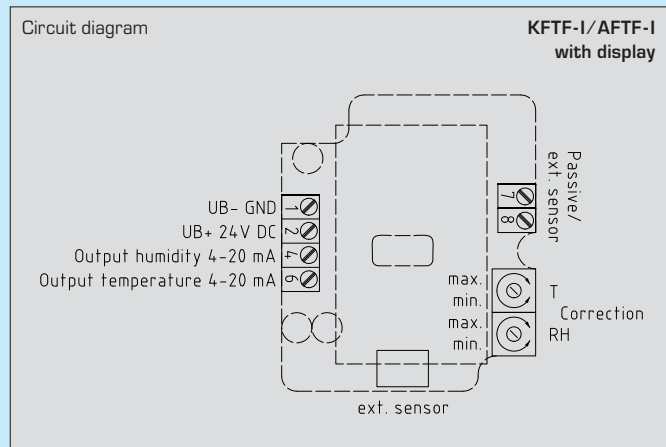 Circuit diagram
KFTF-I/AFTF-I
with display
Passive/
ext. sensor
7
8
UB- GND 1
UB+ 24V DC 2
Output humidity 4-20 mA 4
Output temperature 4-20 mA 6
max.
min.
T
Correction
max.
min.
RH
ext. sensor